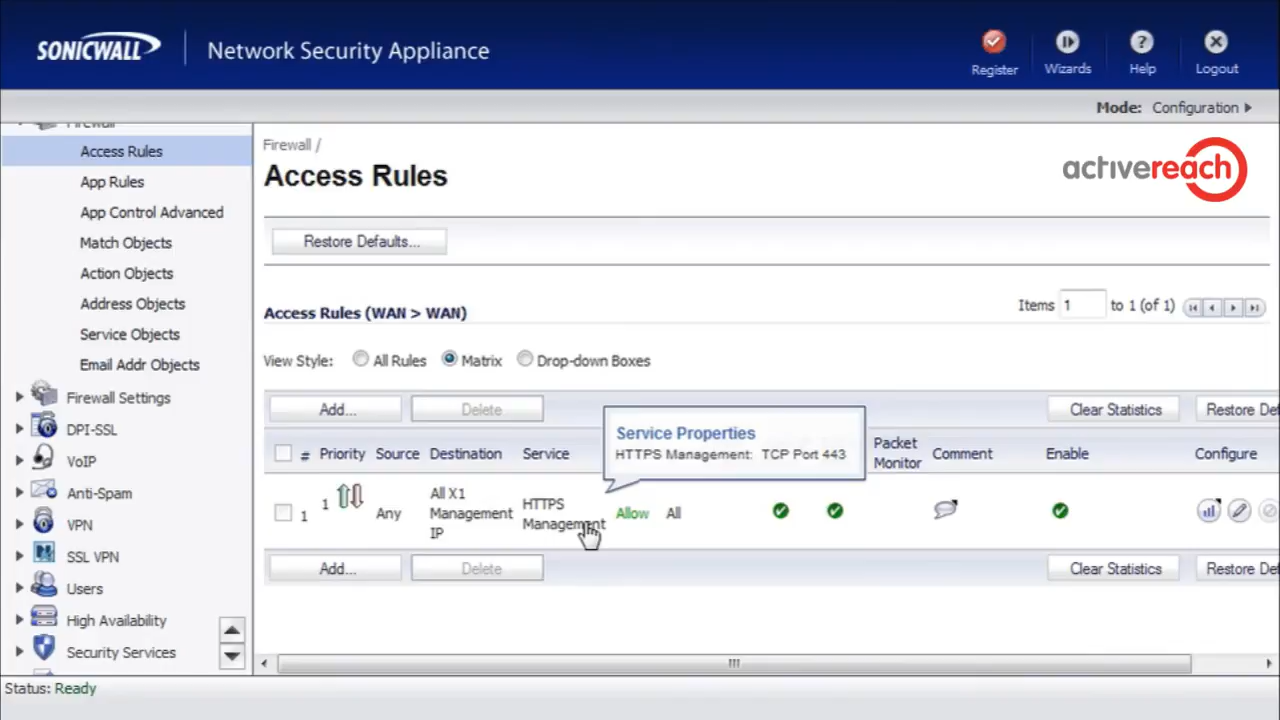 SONICWALL
Network Security Appliance
Register
Wizards
Help
Logout
Mode: Configuration
activereach
Firewall
Access Rules
App Rules
App Control Advanced
Match Objects
Action Objects
Address Objects
Service Objects
Email Addr Objects
Firewall Settings
DPI-SSL
VoIP
Anti-Spam
VPN
SSL VPN
Users
High Availability
Security Services
Firewall /
Access Rules
Restore Defaults...
Access Rules (WAN > WAN)
Items 1 to 1 (of 1)
View Style: All Rules Matrix Drop-down Boxes
Add... Delete Clear Statistics Restore Def
Service Properties
HTTPS Management: TCP Port 443
# Priority Source Destination Service Packet Monitor Comment Enable Configure
1 1 Any All X1 Management IP HTTPS Management Allow All
Add... Delete Clear Statistics Restore Def
Status: Ready